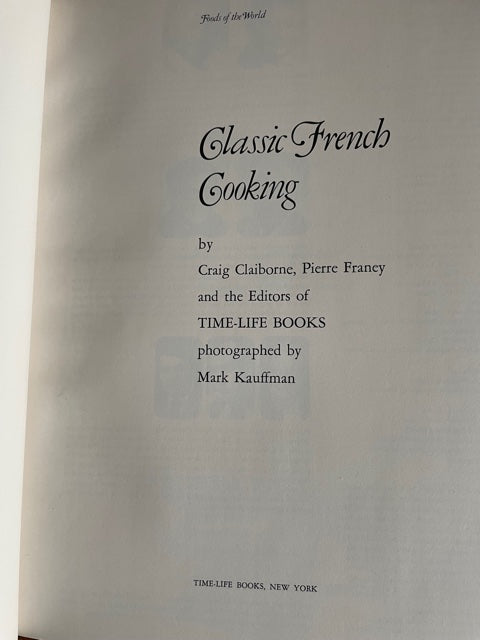 Foods of the World
Classic French
Cooking
by
Craig Claiborne, Pierre Franey
and the Editors of
TIME-LIFE BOOKS
photographed by
Mark Kauffman
TIME-LIFE BOOKS, NEW YORK